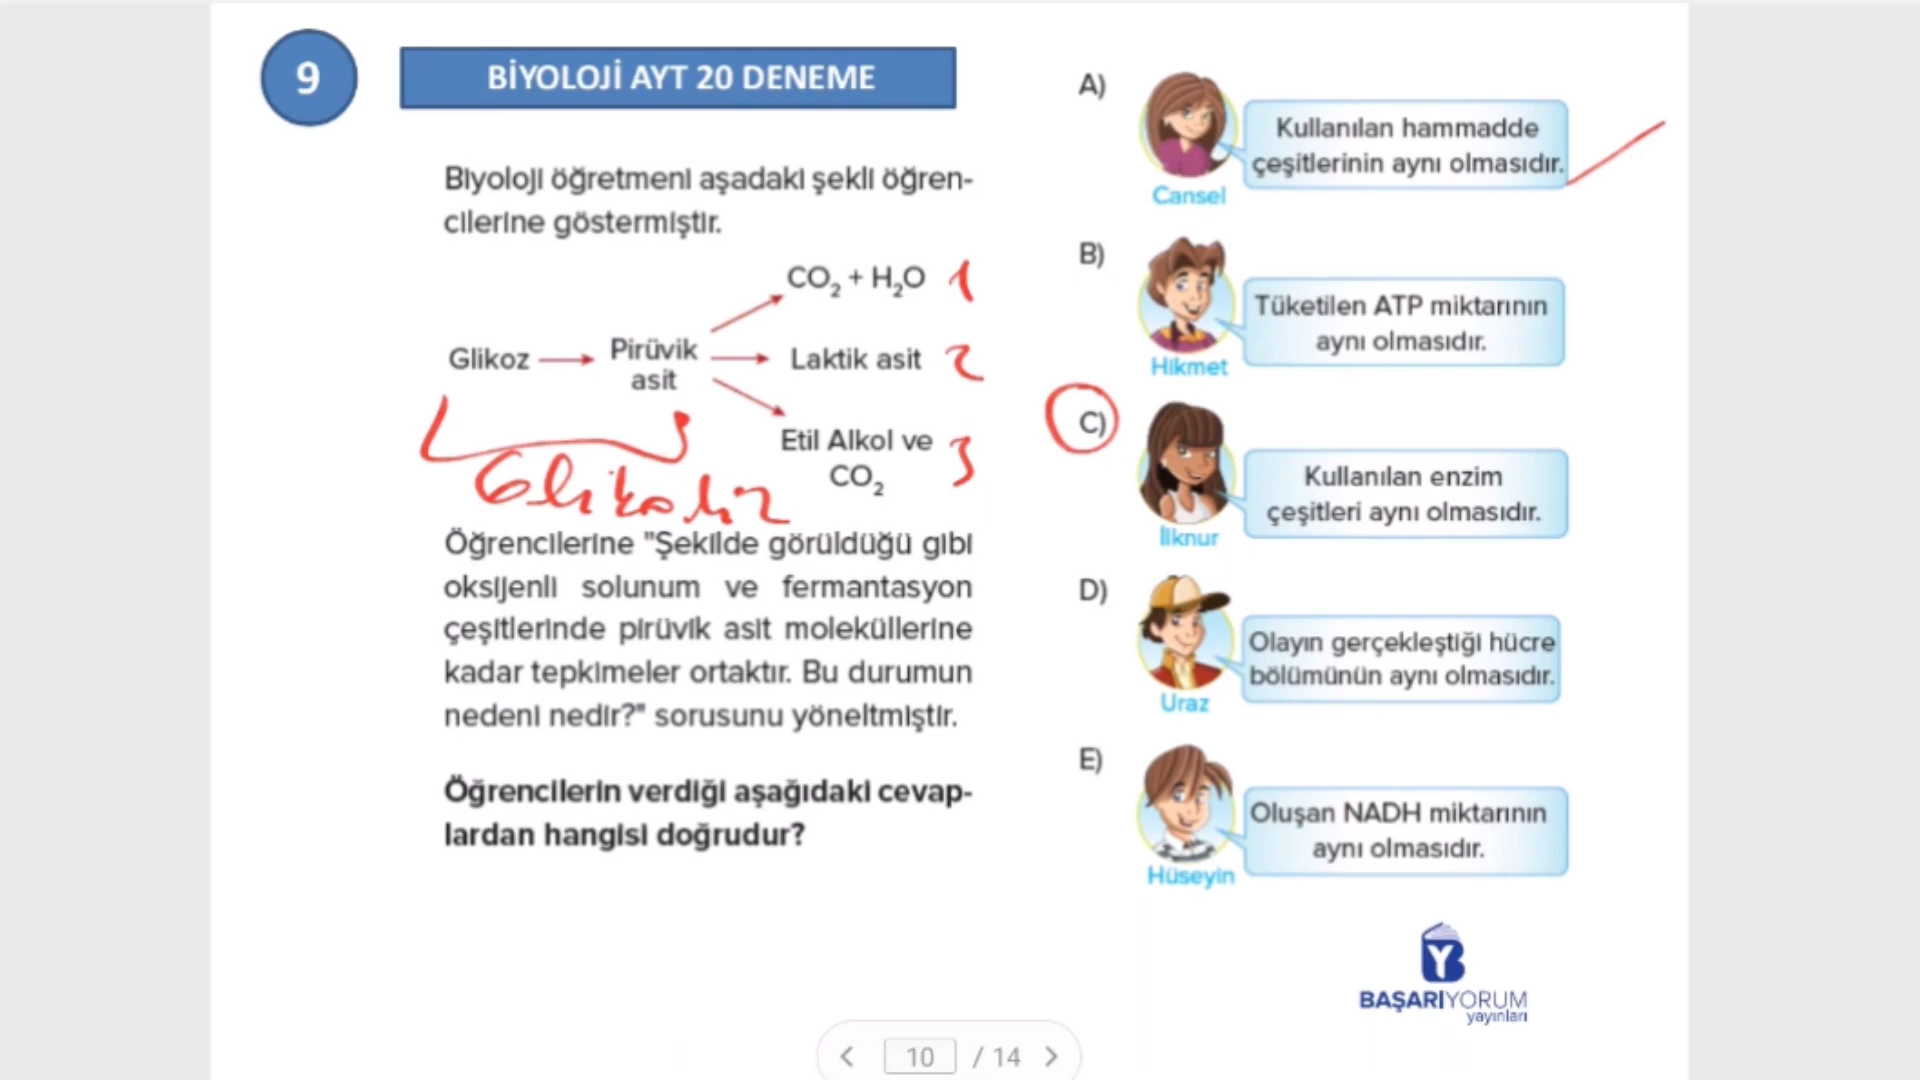 9
BİYOLOJİ AYT 20 DENEME
Biyoloji öğretmeni aşadaki şekli öğren-
cilerine göstermiştir.
CO₂ + H₂O 1
Glikoz
Pirüvik
asit
Laktik asit 2
Etil Alkol ve
CO₂ 3
Glikoliz
Öğrencilerine "Şekilde görüldüğü gibi
oksijenli solunum ve fermantasyon
çeşitlerinde pirüvik asit moleküllerine
kadar tepkimeler ortaktır. Bu durumun
nedeni nedir?" sorusunu yöneltmiştir.
Öğrencilerin verdiği aşağıdaki cevap-
lardan hangisi doğrudur?
A)
Kullanılan hammadde
çeşitlerinin aynı olmasıdır.
Cansel
B)
Tüketilen ATP miktarının
aynı olmasıdır.
Hikmet
C)
Kullanılan enzim
çeşitleri aynı olmasıdır.
İlknur
D)
Olayın gerçekleştiği hücre
bölümünün aynı olmasıdır.
Uraz
E)
Oluşan NADH miktarının
aynı olmasıdır.
Hüseyin
BAŞARIYORUM
yayınları
10 / 14